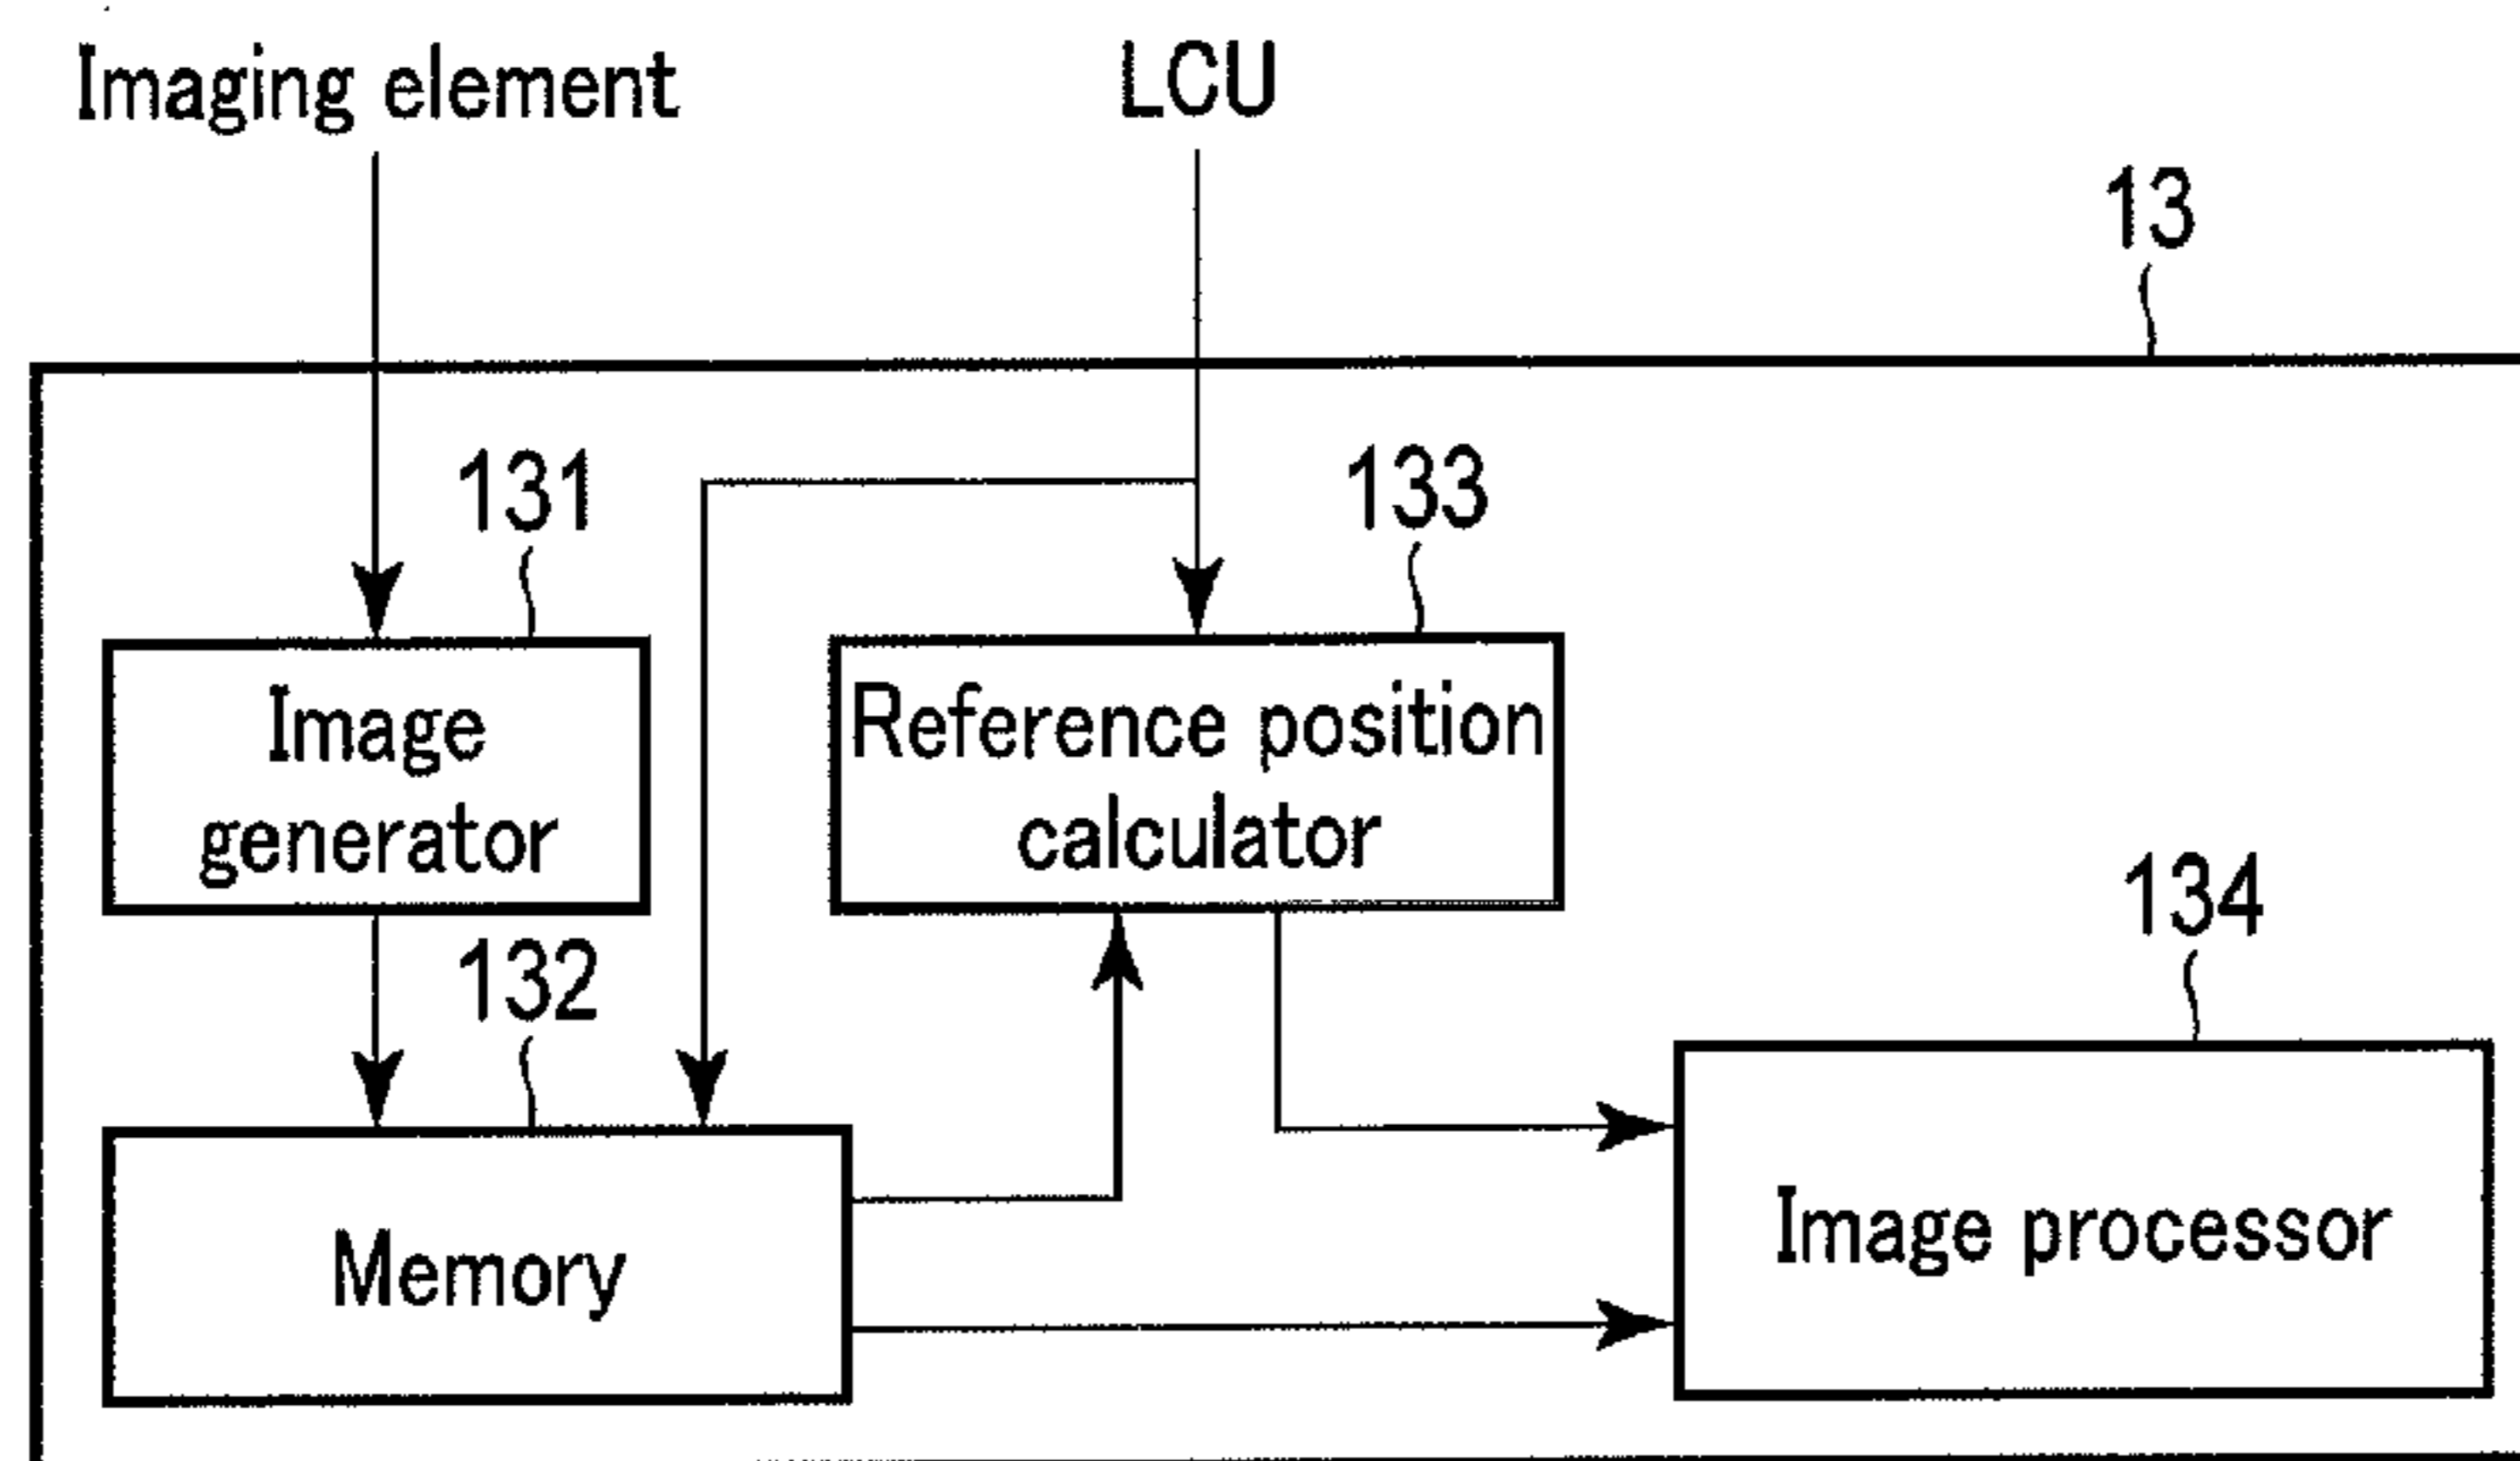 Imaging element
LCU
13
131
133
Image
generator
Reference position
calculator
132
134
Memory
Image processor